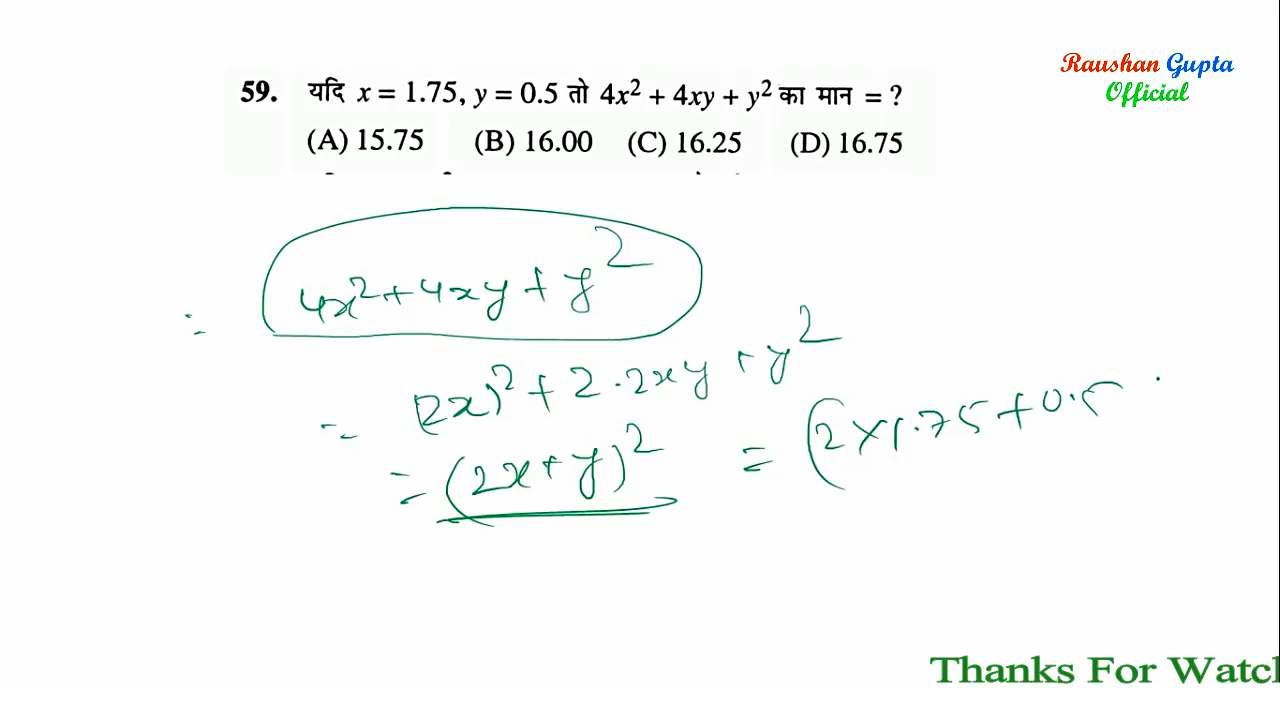 Raushan Gupta
Official
59. यदि x = 1.75, y = 0.5 तो 4x² + 4xy + y² का मान = ?
(A) 15.75 (B) 16.00 (C) 16.25 (D) 16.75
= 4x² + 4xy + y²
= (2x)² + 2·2xy + y²
= (2x + y)² = (2 × 1.75 + 0.5
Thanks For Watc